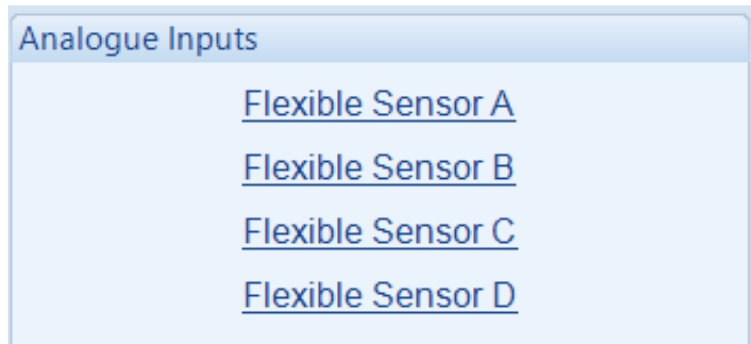 Analogue Inputs
Flexible Sensor A
Flexible Sensor B
Flexible Sensor C
Flexible Sensor D